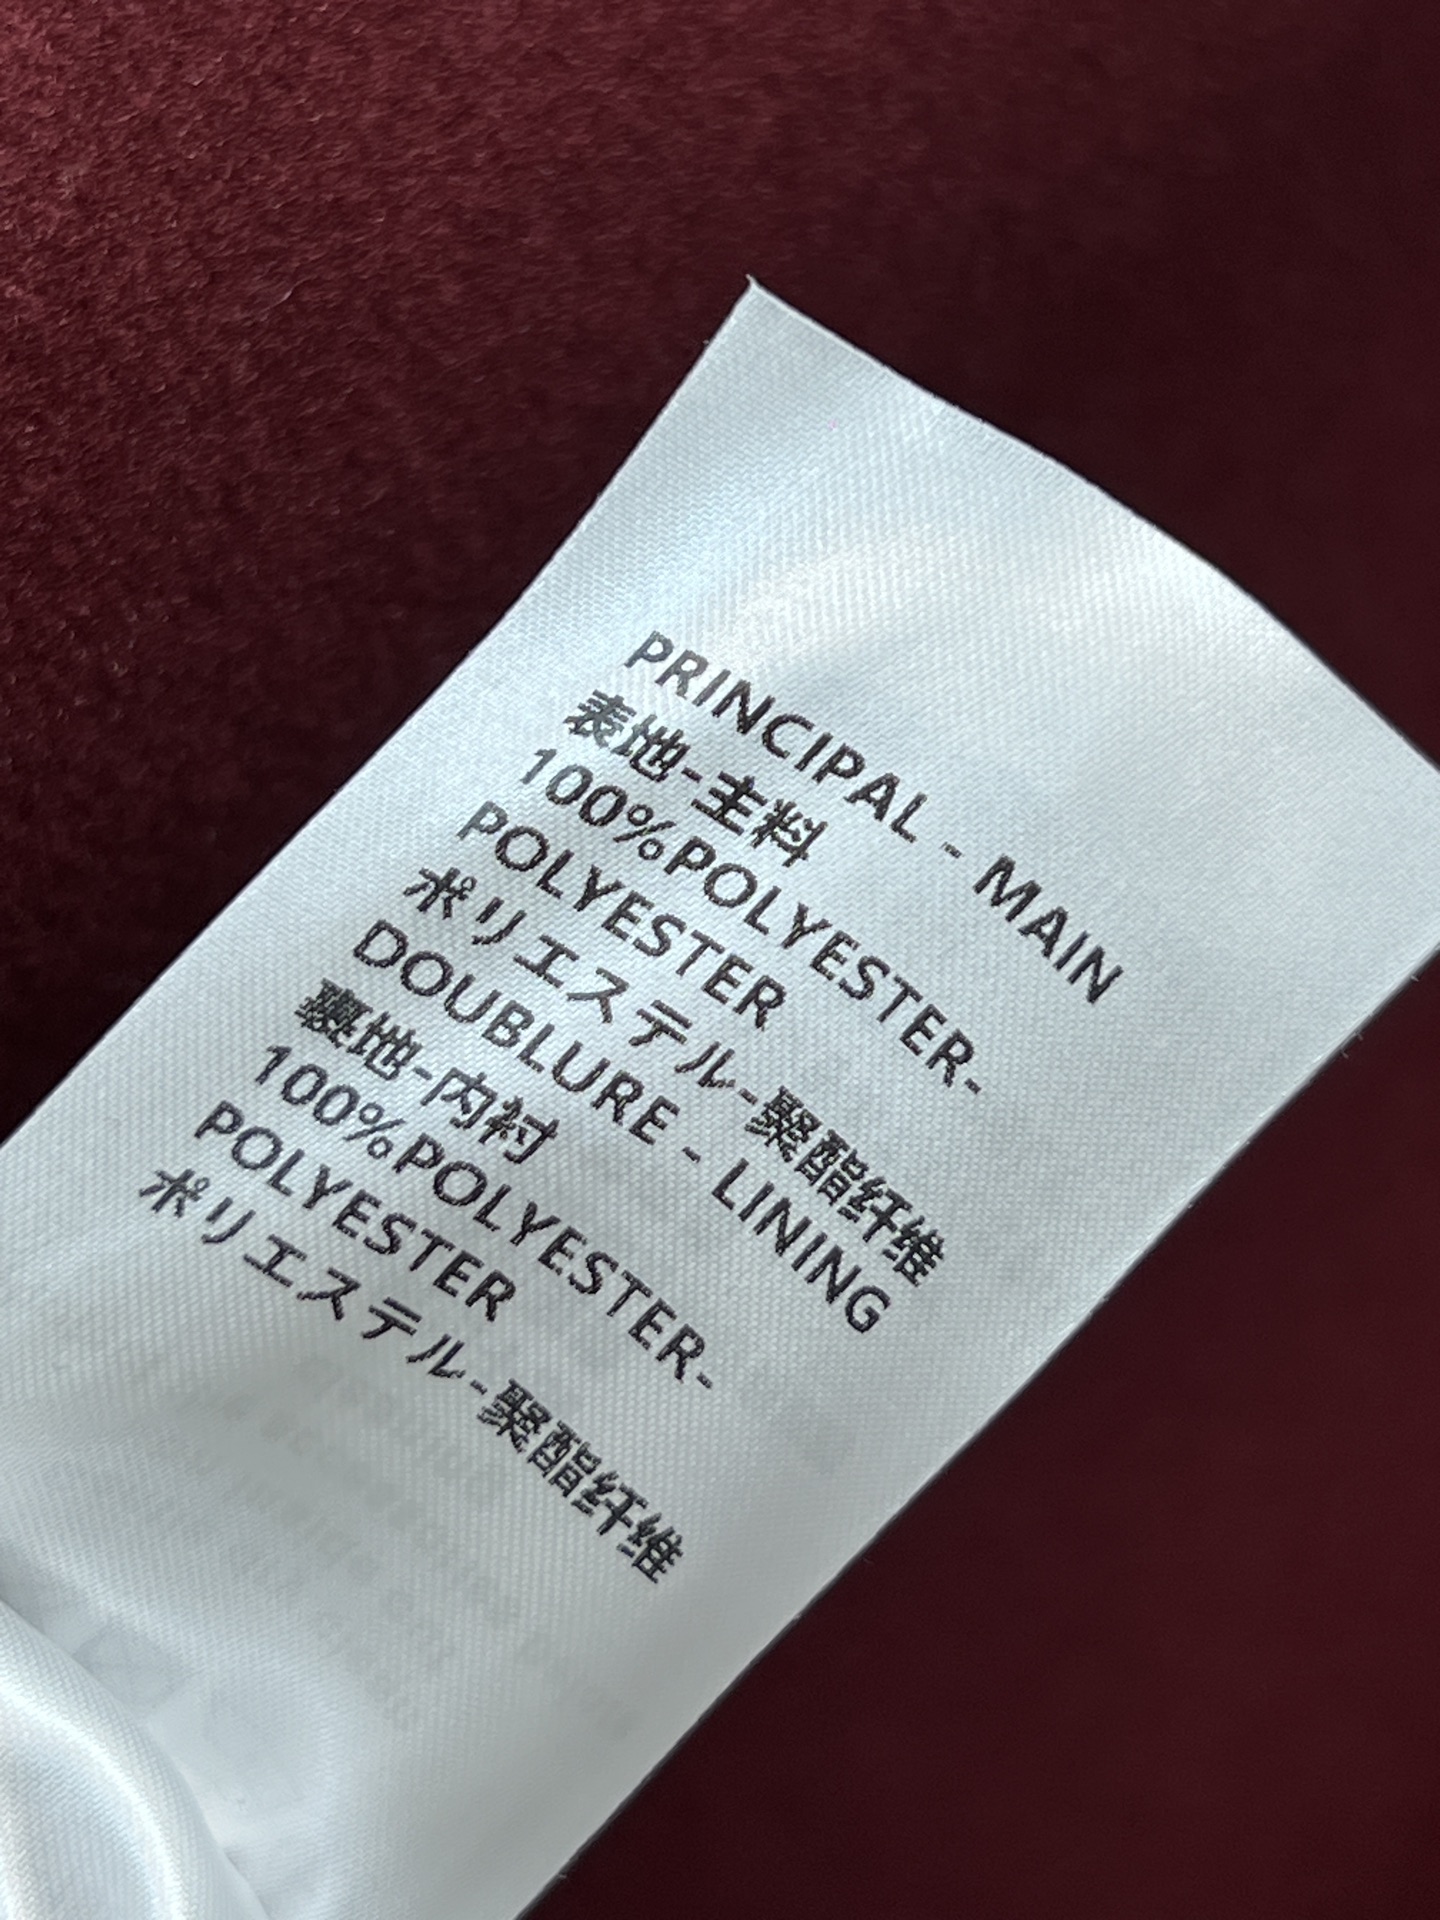 PRINCIPAL - MAIN
表地-主料
100%POLYESTER-
POLYESTER
ポリエステル-聚酯纤维
DOUBLURE - LINING
裏地-内衬
100%POLYESTER-
POLYESTER
ポリエステル-聚酯纤维